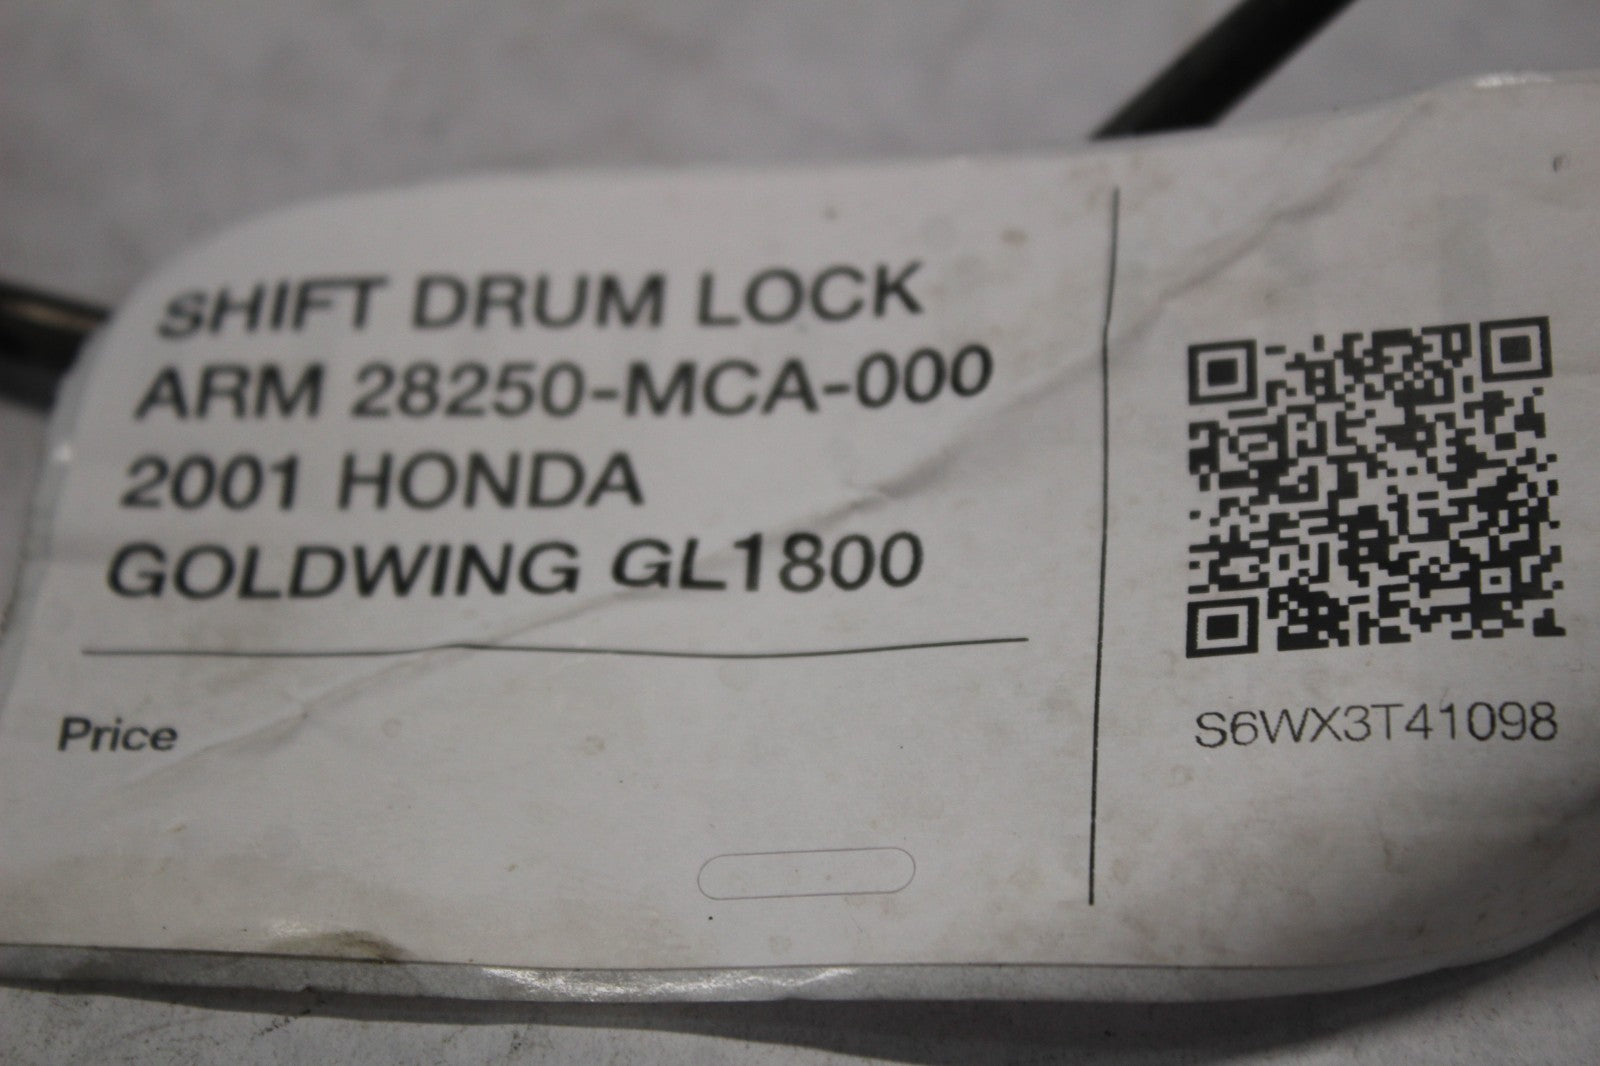 SHIFT DRUM LOCK
ARM 28250-MCA-000
2001 HONDA
GOLDWING GL1800
Price
S6WX3T41098